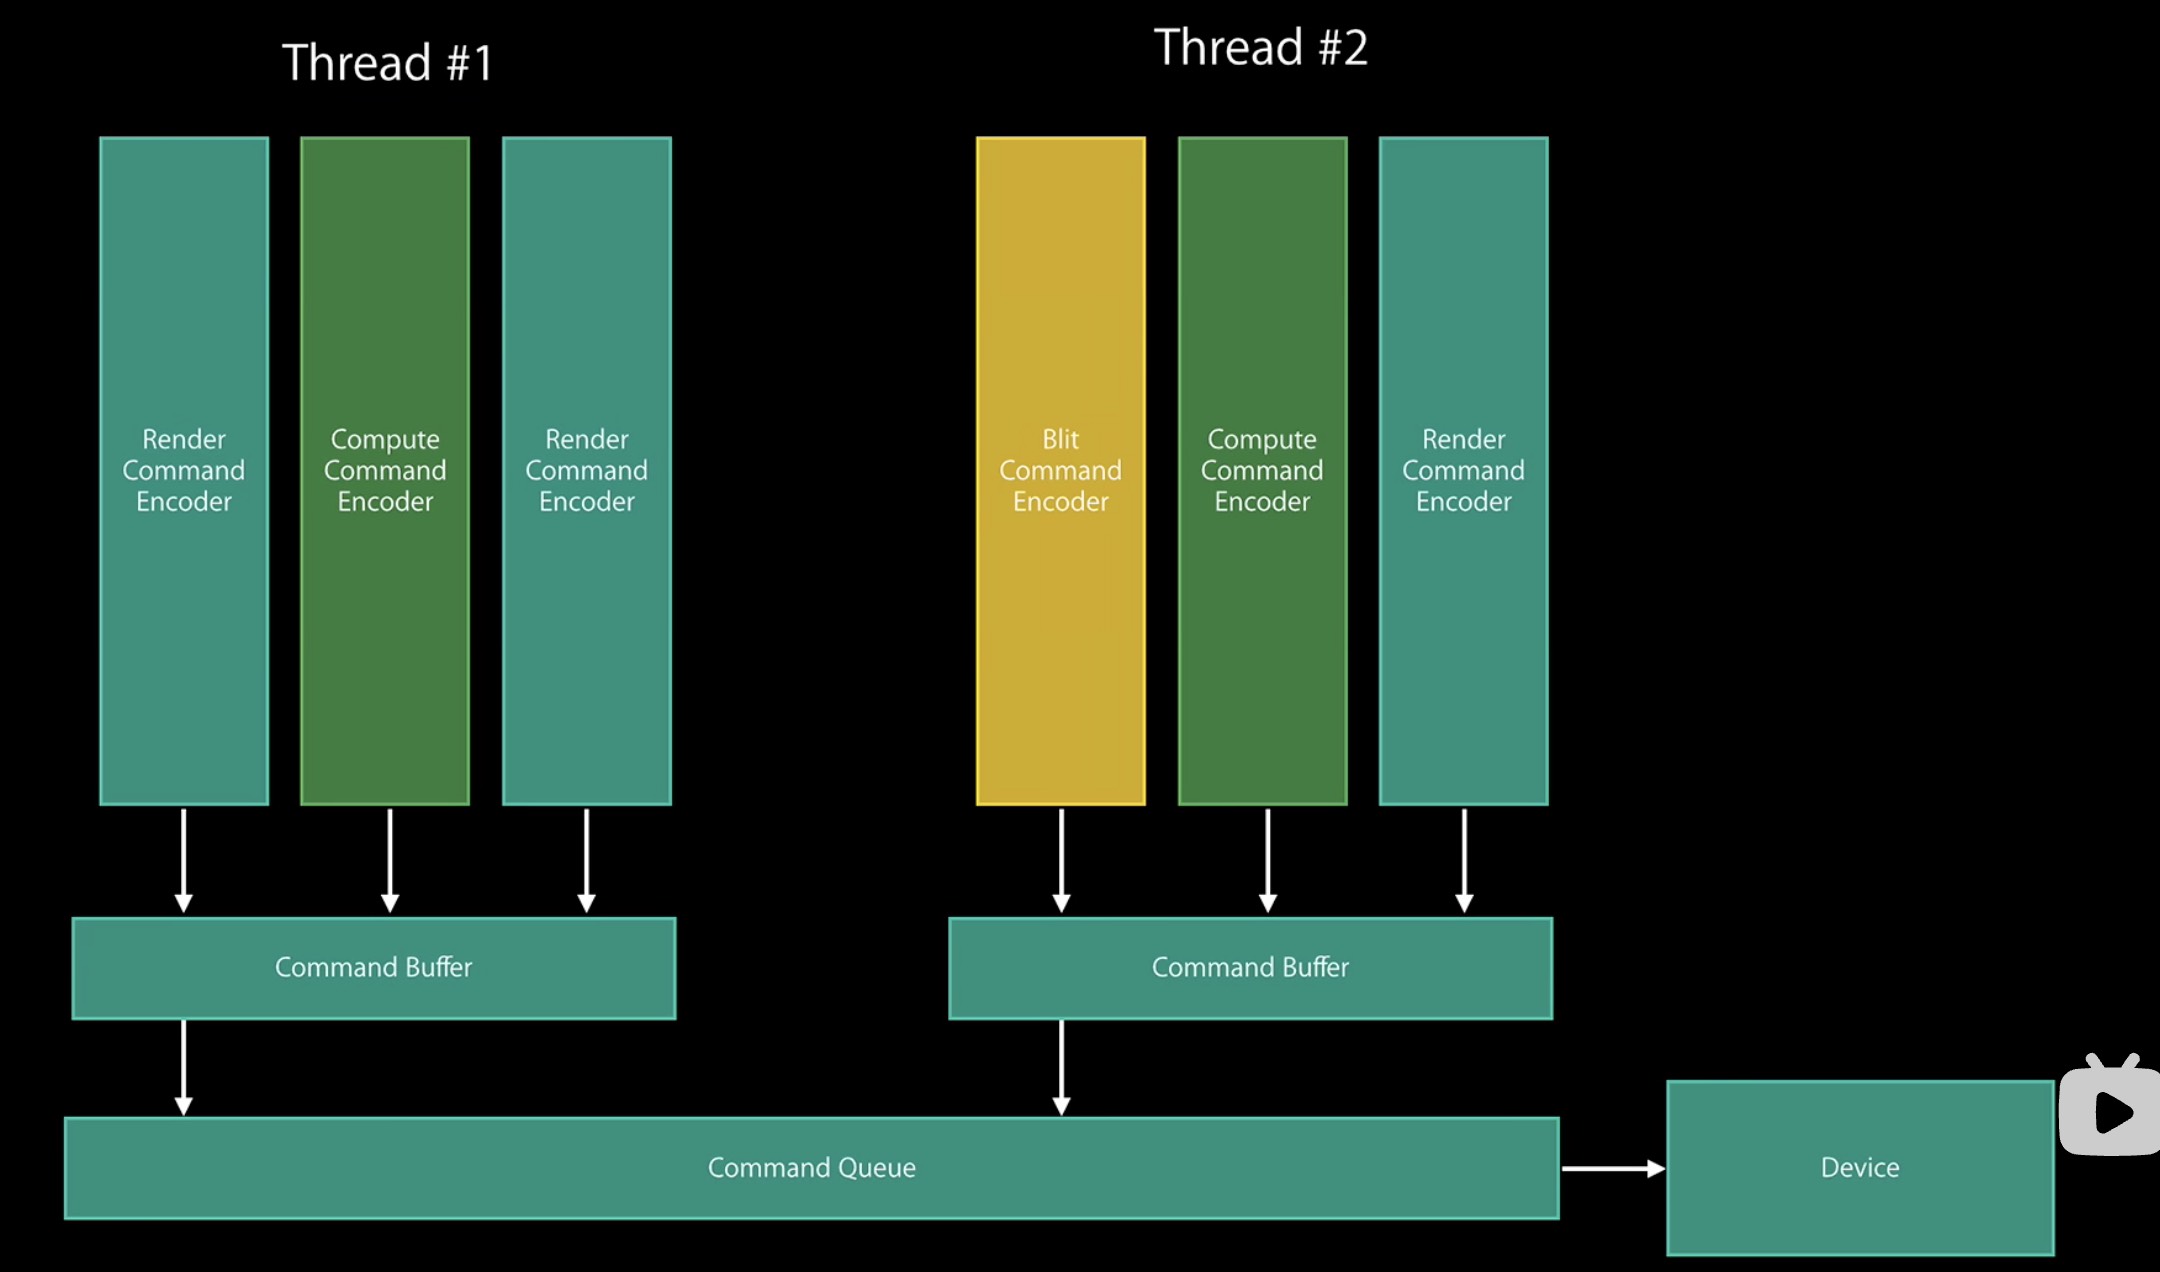 Thread #1
Thread #2
Render
Command
Encoder
Compute
Command
Encoder
Render
Command
Encoder
Blit
Command
Encoder
Compute
Command
Encoder
Render
Command
Encoder
Command Buffer
Command Buffer
Command Queue
Device